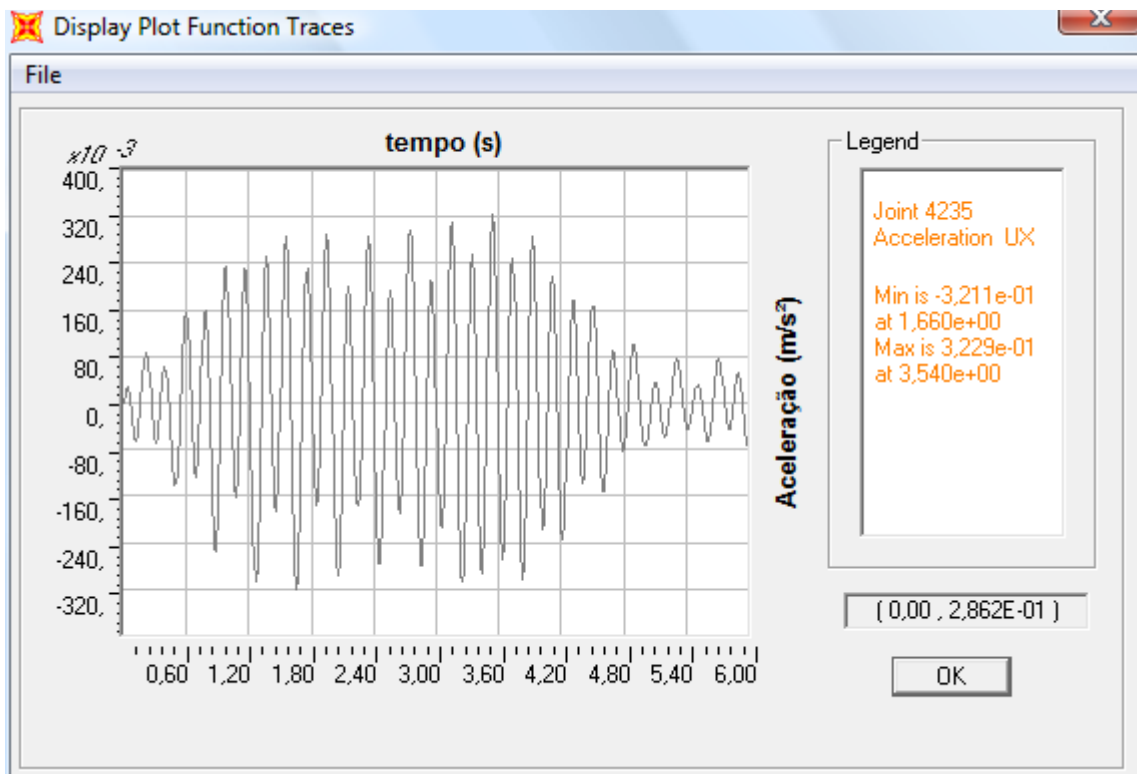 Display Plot Function Traces
X
File
tempo (s)
x10 -3
400,
320,
240,
160,
80,
0,
-80,
-160,
-240,
-320,
0,60 1,20 1,80 2,40 3,00 3,60 4,20 4,80 5,40 6,00
Aceleração (m/s²)
Legend
Joint 4235
Acceleration UX
Min is -3,211e-01
at 1,660e+00
Max is 3,229e-01
at 3,540e+00
( 0,00 , 2,862E-01 )
OK